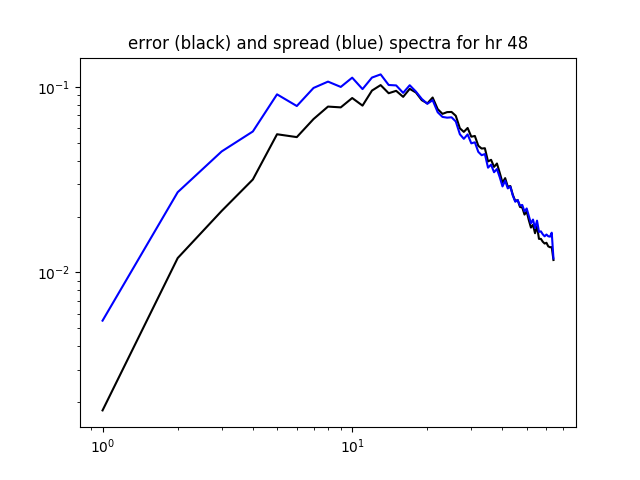 error (black) and spread (blue) spectra for hr 48
10⁻¹
10⁻²
10⁰
10¹